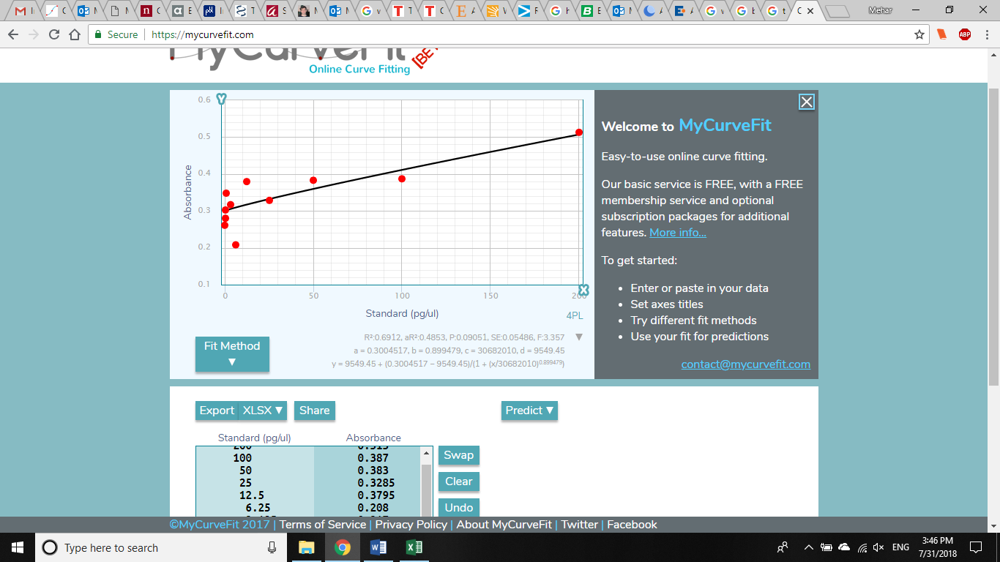 Mehar
Secure https://mycurvefit.com
MyCurveFit
Online Curve Fitting
Y
0.6
0.5
0.4
0.3
0.2
0.1
Absorbance
0 50 100 150 200
X
Standard (pg/ul)
4PL
Fit Method
▼
R²:0.6912, aR²:0.4853, P:0.09051, SE:0.05486, F:3.357 ▼
a = 0.3004517, b = 0.899479, c = 30682010, d = 9549.45
y = 9549.45 + (0.3004517 − 9549.45)/(1 + (x/30682010)^0.899479)
Welcome to MyCurveFit
Easy-to-use online curve fitting.
Our basic service is FREE, with a FREE
membership service and optional
subscription packages for additional
features. More info...
To get started:
• Enter or paste in your data
• Set axes titles
• Try different fit methods
• Use your fit for predictions
contact@mycurvefit.com
Export XLSX ▼ Share
Predict ▼
Standard (pg/ul) Absorbance
100 0.387
50 0.383
25 0.3285
12.5 0.3795
6.25 0.208
Swap
Clear
Undo
©MyCurveFit 2017 | Terms of Service | Privacy Policy | About MyCurveFit | Twitter | Facebook
Type here to search
ENG
3:46 PM
7/31/2018